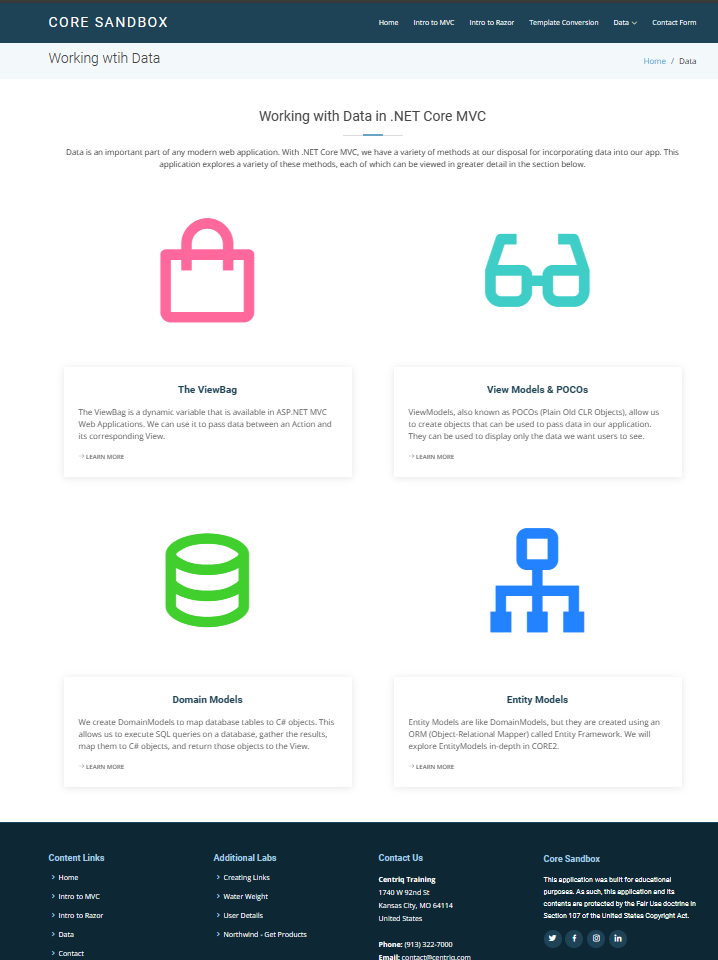 CORE SANDBOX
Home Intro to MVC Intro to Razor Template Conversion Data Contact Form
Working wtih Data
Home / Data
Working with Data in .NET Core MVC
Data is an important part of any modern web application. With .NET Core MVC, we have a variety of methods at our disposal for incorporating data into our app. This
application explores a variety of these methods, each of which can be viewed in greater detail in the section below.
The ViewBag
The ViewBag is a dynamic variable that is available in ASP.NET MVC
Web Applications. We can use it to pass data between an Action and
its corresponding View.
LEARN MORE
View Models & POCOs
ViewModels, also known as POCOs (Plain Old CLR Objects), allow us
to create objects that can be used to pass data in our application.
They can be used to display only the data we want users to see.
LEARN MORE
Domain Models
We create DomainModels to map database tables to C# objects. This
allows us to execute SQL queries on a database, gather the results,
map them to C# objects, and return those objects to the View.
LEARN MORE
Entity Models
Entity Models are like DomainModels, but they are created using an
ORM (Object-Relational Mapper) called Entity Framework. We will
explore EntityModels in-depth in CORE2.
LEARN MORE
Content Links
Home
Intro to MVC
Intro to Razor
Data
Contact
Additional Labs
Creating Links
Water Weight
User Details
Northwind - Get Products
Contact Us
Centriq Training
1740 W 92nd St
Kansas City, MO 64114
United States
Phone: (913) 322-7000
Email: contact@centriq.com
Core Sandbox
This application was built for educational
purposes. As such, this application and its
contents are protected by the Fair Use doctrine in
Section 107 of the United States Copyright Act.